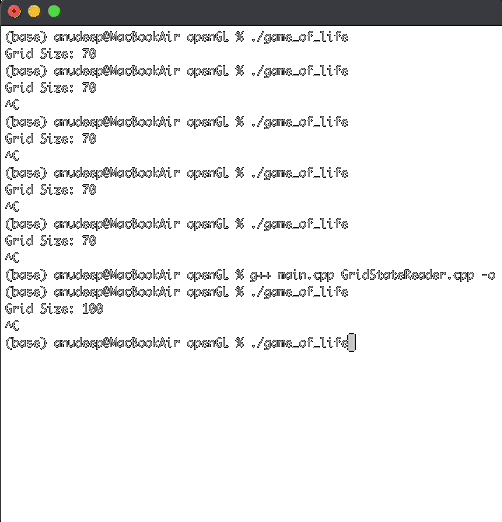 (base) anudeep@MacBookAir openGL % ./game_of_life
Grid Size: 70
(base) anudeep@MacBookAir openGL % ./game_of_life
Grid Size: 70
^C
(base) anudeep@MacBookAir openGL % ./game_of_life
Grid Size: 70
^C
(base) anudeep@MacBookAir openGL % ./game_of_life
Grid Size: 70
^C
(base) anudeep@MacBookAir openGL % ./game_of_life
Grid Size: 70
^C
(base) anudeep@MacBookAir openGL % g++ main.cpp GridStateReader.cpp -o
(base) anudeep@MacBookAir openGL % ./game_of_life
Grid Size: 100
^C
(base) anudeep@MacBookAir openGL % ./game_of_life